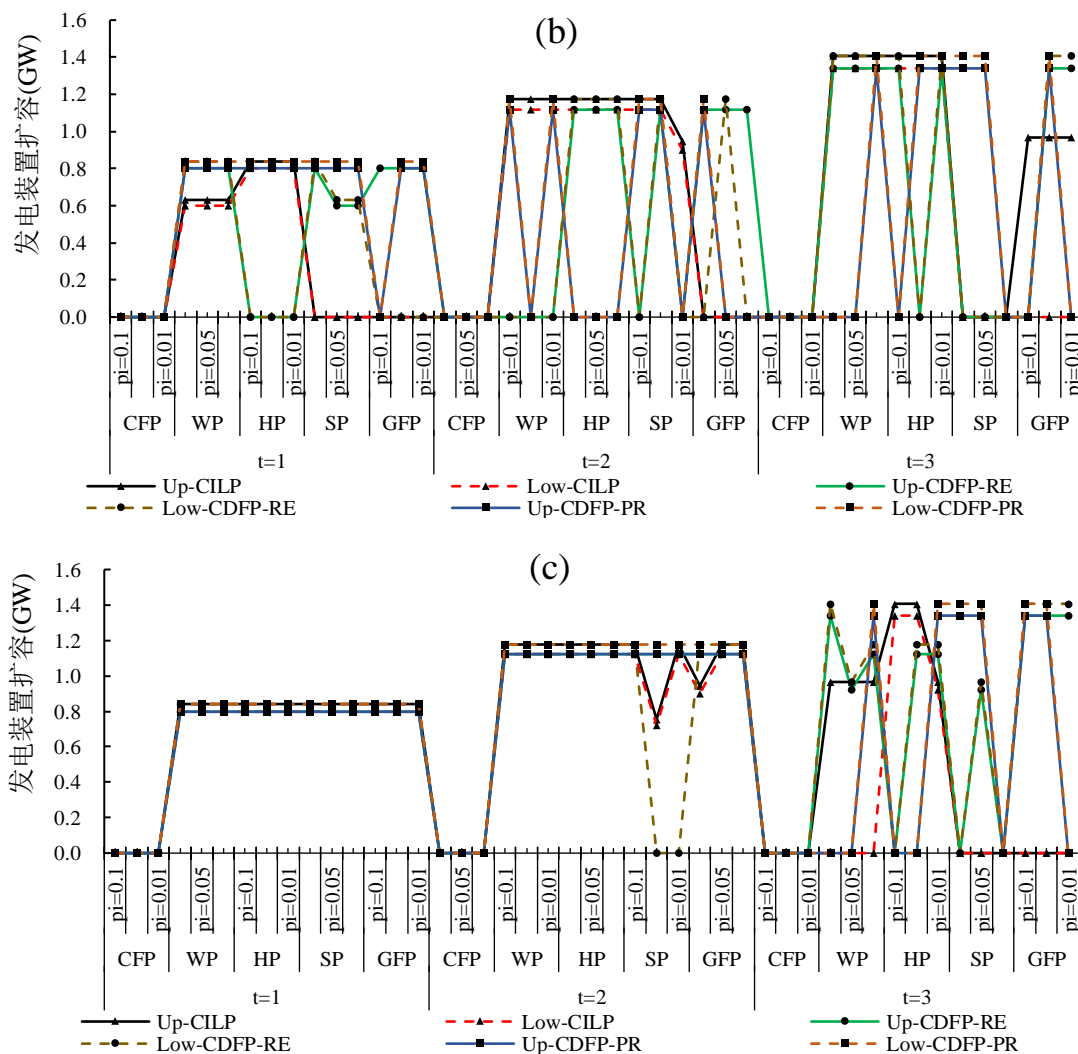 (b)
发电装置扩容(GW)
1.6
1.4
1.2
1.0
0.8
0.6
0.4
0.2
0.0
pi=0.1 pi=0.01 pi=0.05 pi=0.1 pi=0.01 pi=0.05 pi=0.1 pi=0.01 pi=0.05 pi=0.1 pi=0.01 pi=0.05 pi=0.1 pi=0.01 pi=0.05 pi=0.1 pi=0.01 pi=0.05 pi=0.1 pi=0.01 pi=0.05 pi=0.1 pi=0.01
CFP WP HP SP GFP CFP WP HP SP GFP CFP WP HP SP GFP
t=1 t=2 t=3
Up-CILP Low-CILP Up-CDFP-RE
Low-CDFP-RE Up-CDFP-PR Low-CDFP-PR
(c)
发电装置扩容(GW)
1.6
1.4
1.2
1.0
0.8
0.6
0.4
0.2
0.0
pi=0.1 pi=0.01 pi=0.05 pi=0.1 pi=0.01 pi=0.05 pi=0.1 pi=0.01 pi=0.05 pi=0.1 pi=0.01 pi=0.05 pi=0.1 pi=0.01 pi=0.05 pi=0.1 pi=0.01 pi=0.05 pi=0.1 pi=0.01 pi=0.05 pi=0.1 pi=0.01
CFP WP HP SP GFP CFP WP HP SP GFP CFP WP HP SP GFP
t=1 t=2 t=3
Up-CILP Low-CILP Up-CDFP-RE
Low-CDFP-RE Up-CDFP-PR Low-CDFP-PR